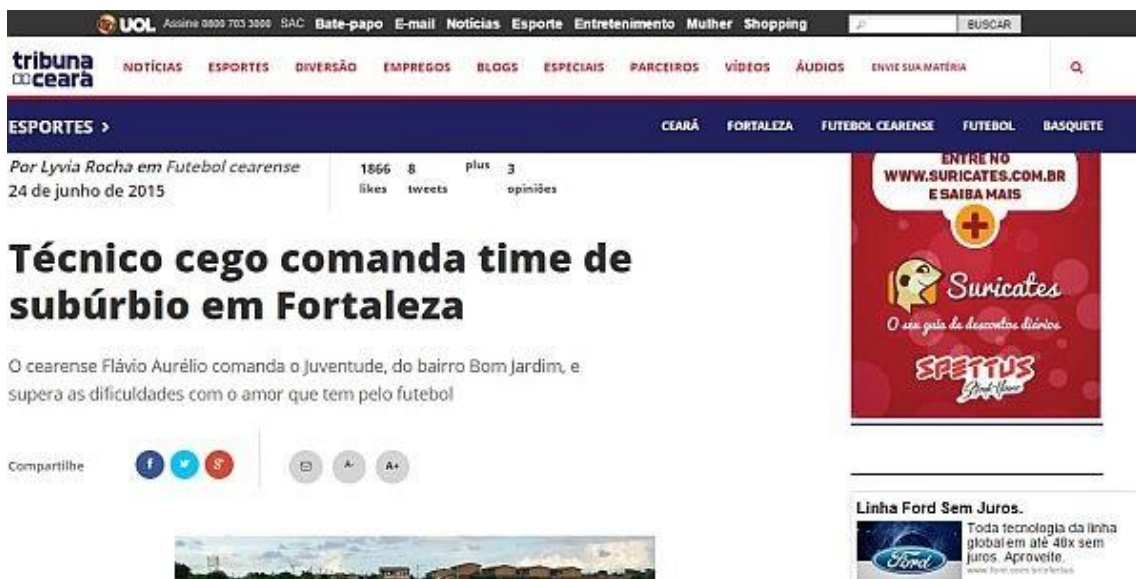 UOL Assine 0800 703 3000 SAC Bate-papo E-mail Notícias Esporte Entretenimento Mulher Shopping BUSCAR
tribuna
do ceará
NOTÍCIAS ESPORTES DIVERSÃO EMPREGOS BLOGS ESPECIAIS PARCEIROS VÍDEOS ÁUDIOS ENVIE SUA MATÉRIA
ESPORTES > CEARÁ FORTALEZA FUTEBOL CEARENSE FUTEBOL BASQUETE
Por Lyvia Rocha em Futebol cearense
24 de junho de 2015
1866 8 plus 3
likes tweets opiniões
Técnico cego comanda time de
subúrbio em Fortaleza
O cearense Flávio Aurélio comanda o Juventude, do bairro Bom Jardim, e
supera as dificuldades com o amor que tem pelo futebol
Compartilhe f 8+ A- A+
ENTRE NO
WWW.SURICATES.COM.BR
E SAIBA MAIS
+
Suricates
O seu guia de descontos diários
SPETTUS
Steak House
Linha Ford Sem Juros.
Ford
Toda tecnologia da linha
global em até 40x sem
juros. Aproveite.